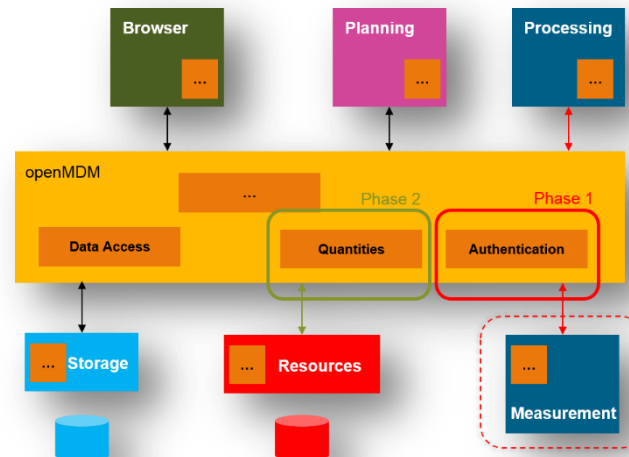 Browser
...
Planning
...
Processing
...
openMDM
...
Phase 2
Phase 1
Data Access
Quantities
Authentication
...
Storage
...
Resources
...
Measurement